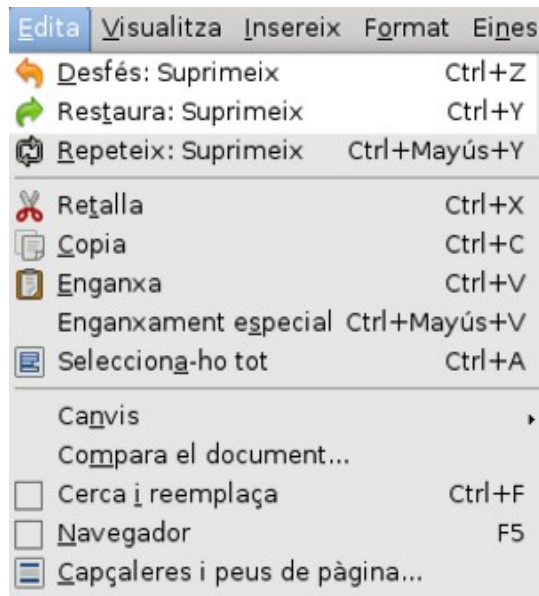 Edita Visualitza Insereix Format Eines
Desfés: Suprimeix Ctrl+Z
Restaura: Suprimeix Ctrl+Y
Repeteix: Suprimeix Ctrl+Mayús+Y
Retalla Ctrl+X
Copia Ctrl+C
Enganxa Ctrl+V
Enganxament especial Ctrl+Mayús+V
Selecciona-ho tot Ctrl+A
Canvis
Compara el document...
Cerca i reemplaça Ctrl+F
Navegador F5
Capçaleres i peus de pàgina...